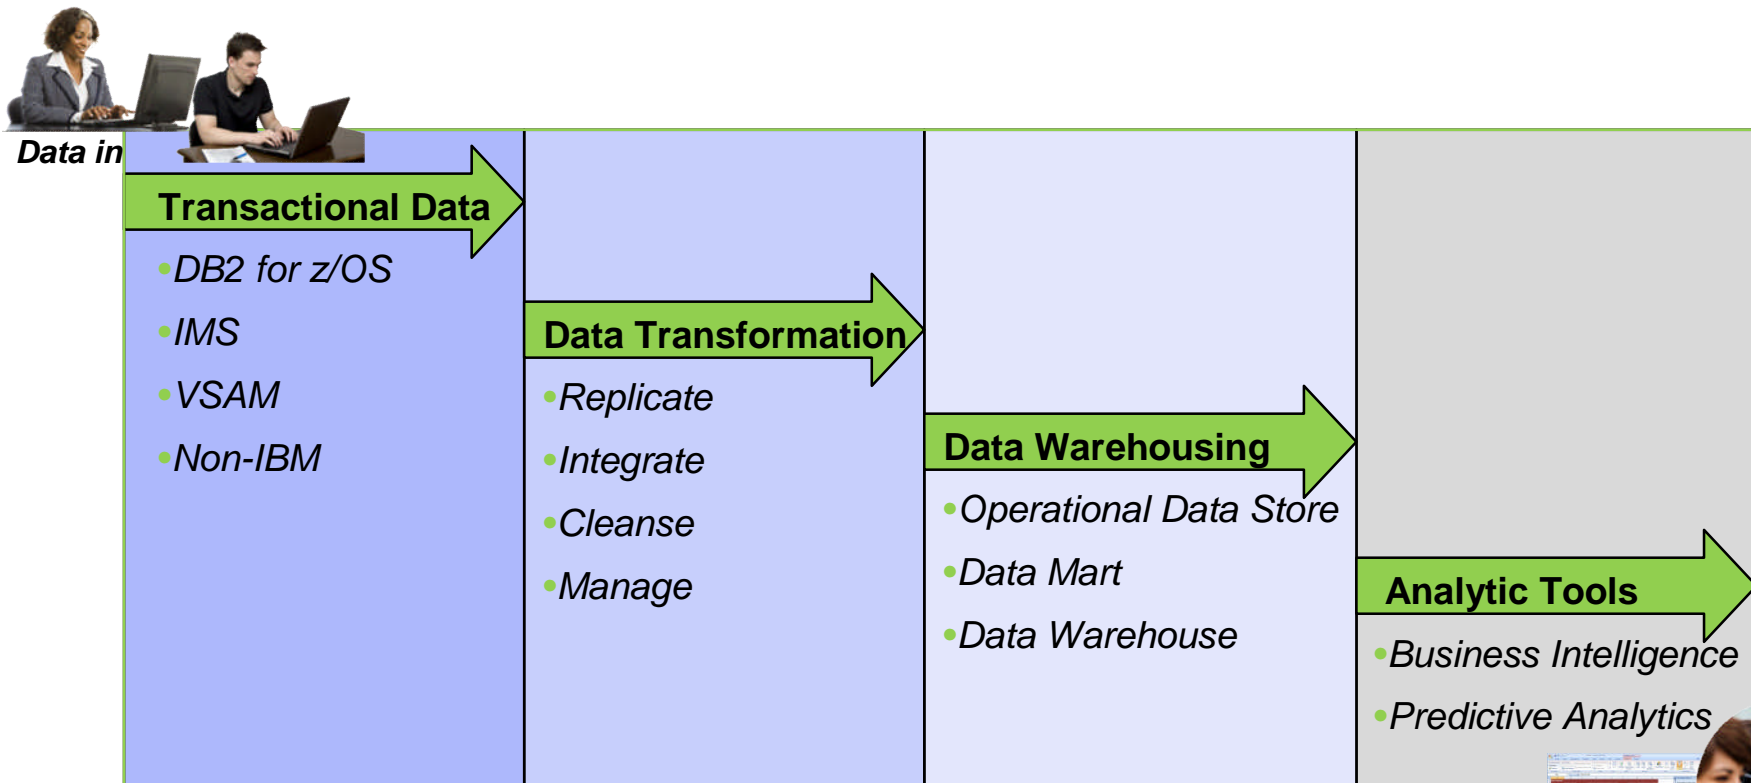 Data in
Transactional Data
•DB2 for z/OS
•IMS
•VSAM
•Non-IBM
Data Transformation
•Replicate
•Integrate
•Cleanse
•Manage
Data Warehousing
•Operational Data Store
•Data Mart
•Data Warehouse
Analytic Tools
•Business Intelligence
•Predictive Analytics